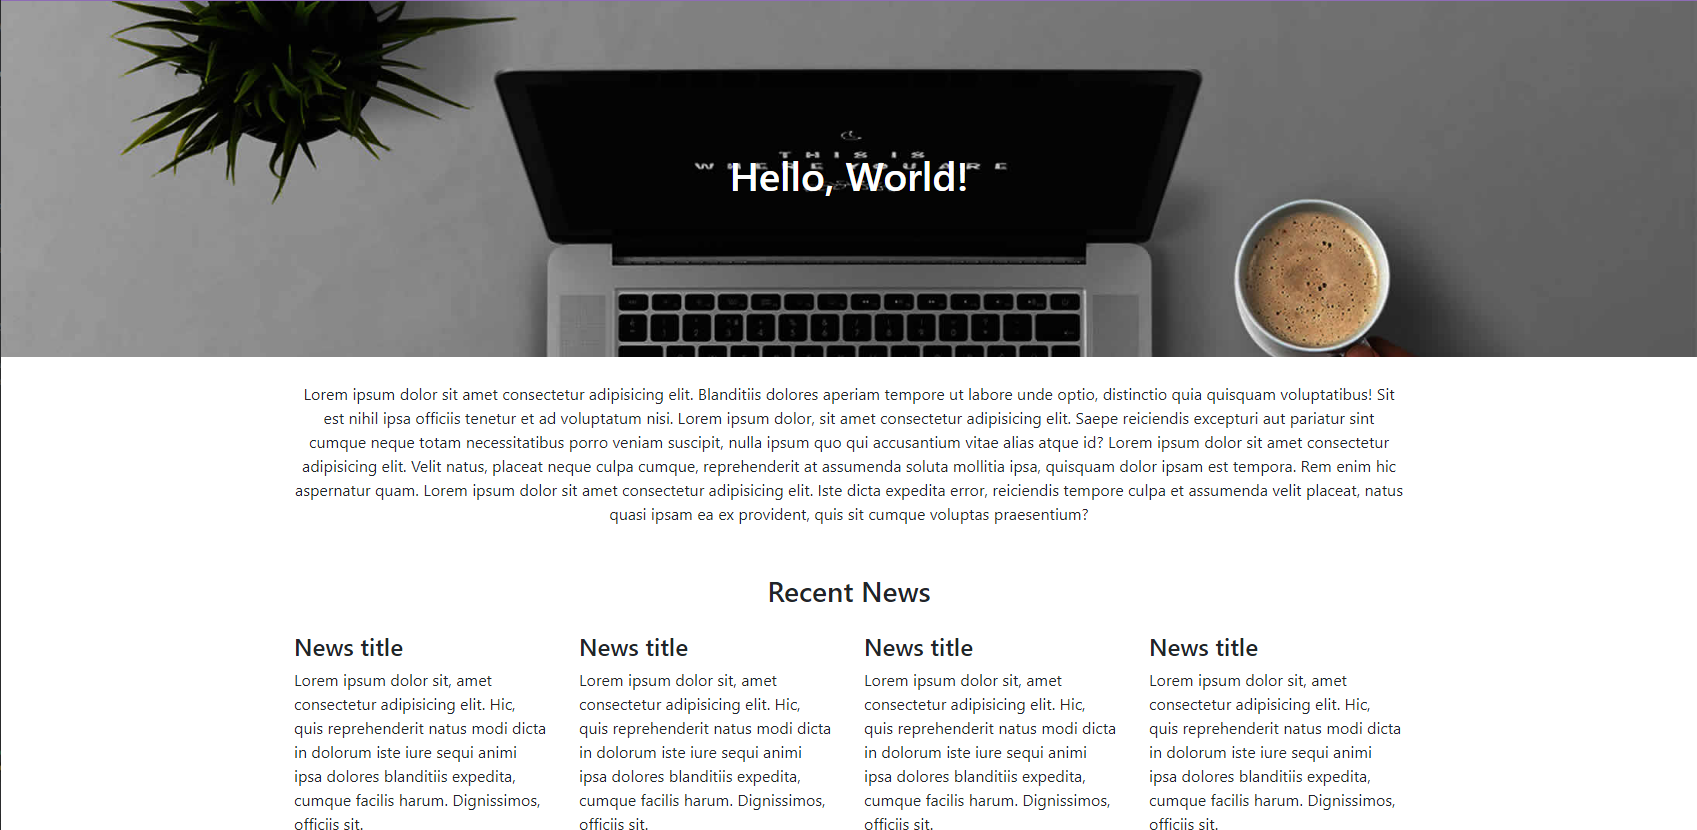 THIS IS
WHERE YOU ARE
Hello, World!
Lorem ipsum dolor sit amet consectetur adipisicing elit. Blanditiis dolores aperiam tempore ut labore unde optio, distinctio quia quisquam voluptatibus! Sit
est nihil ipsa officiis tenetur et ad voluptatum nisi. Lorem ipsum dolor, sit amet consectetur adipisicing elit. Saepe reiciendis excepturi aut pariatur sint
cumque neque totam necessitatibus porro veniam suscipit, nulla ipsum quo qui accusantium vitae alias atque id? Lorem ipsum dolor sit amet consectetur
adipisicing elit. Velit natus, placeat neque culpa cumque, reprehenderit at assumenda soluta mollitia ipsa, quisquam dolor ipsam est tempora. Rem enim hic
aspernatur quam. Lorem ipsum dolor sit amet consectetur adipisicing elit. Iste dicta expedita error, reiciendis tempore culpa et assumenda velit placeat, natus
quasi ipsam ea ex provident, quis sit cumque voluptas praesentium?
Recent News
News title
Lorem ipsum dolor sit, amet
consectetur adipisicing elit. Hic,
quis reprehenderit natus modi dicta
in dolorum iste iure sequi animi
ipsa dolores blanditiis expedita,
cumque facilis harum. Dignissimos,
officiis sit.
News title
Lorem ipsum dolor sit, amet
consectetur adipisicing elit. Hic,
quis reprehenderit natus modi dicta
in dolorum iste iure sequi animi
ipsa dolores blanditiis expedita,
cumque facilis harum. Dignissimos,
officiis sit.
News title
Lorem ipsum dolor sit, amet
consectetur adipisicing elit. Hic,
quis reprehenderit natus modi dicta
in dolorum iste iure sequi animi
ipsa dolores blanditiis expedita,
cumque facilis harum. Dignissimos,
officiis sit.
News title
Lorem ipsum dolor sit, amet
consectetur adipisicing elit. Hic,
quis reprehenderit natus modi dicta
in dolorum iste iure sequi animi
ipsa dolores blanditiis expedita,
cumque facilis harum. Dignissimos,
officiis sit.